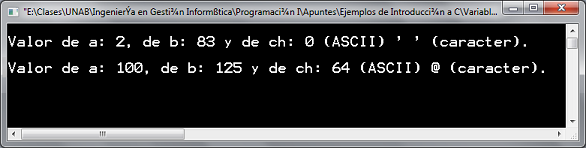 "E:\Clases\UNAB\IngenierÝa en Gesti¾n Informßtica\Programaci¾n I\Apuntes\Ejemplos de Introducci¾n a C\Variabl...
Valor de a: 2, de b: 83 y de ch: 0 (ASCII) ' ' (caracter).
Valor de a: 100, de b: 125 y de ch: 64 (ASCII) @ (caracter).